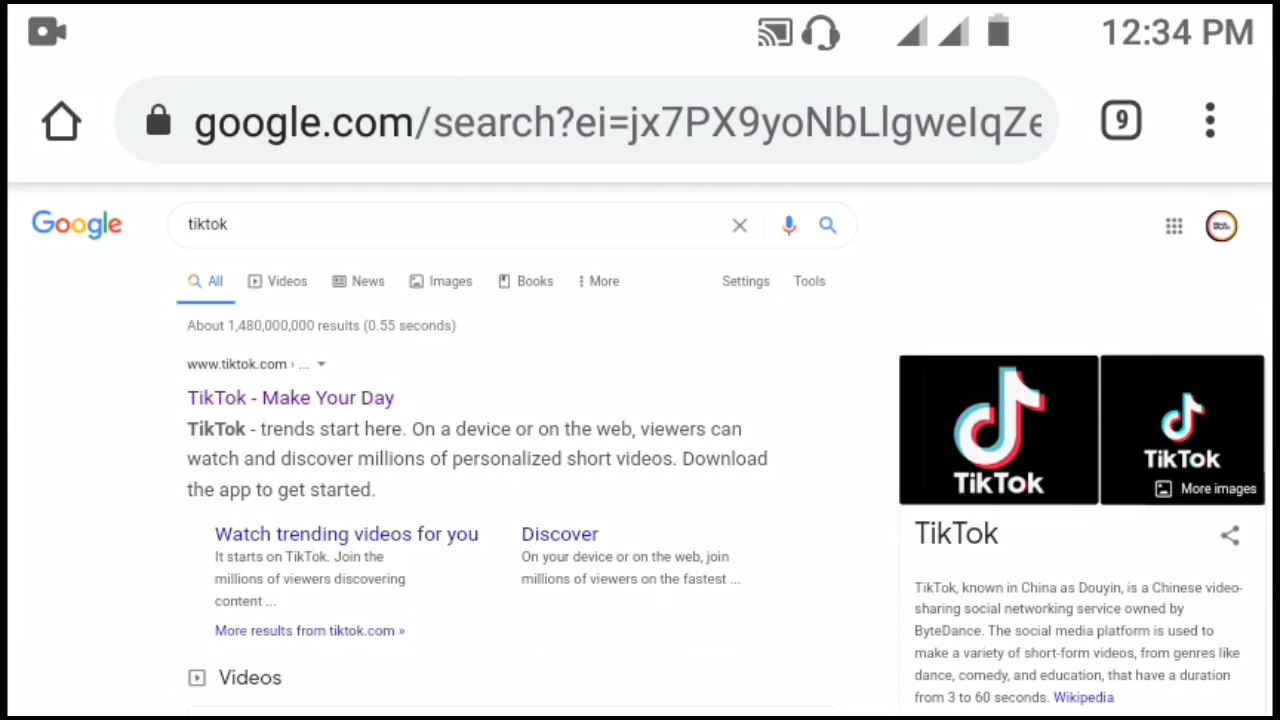 12:34 PM
google.com/search?ei=jx7PX9yoNbLlgweIqZe
9
Google
tiktok
All Videos News Images Books More Settings Tools
About 1,480,000,000 results (0.55 seconds)
www.tiktok.com › ...
TikTok - Make Your Day
TikTok - trends start here. On a device or on the web, viewers can
watch and discover millions of personalized short videos. Download
the app to get started.
Watch trending videos for you
It starts on TikTok. Join the
millions of viewers discovering
content ...
Discover
On your device or on the web, join
millions of viewers on the fastest ...
More results from tiktok.com »
Videos
TikTok
TikTok
More images
TikTok
TikTok, known in China as Douyin, is a Chinese video-
sharing social networking service owned by
ByteDance. The social media platform is used to
make a variety of short-form videos, from genres like
dance, comedy, and education, that have a duration
from 3 to 60 seconds. Wikipedia